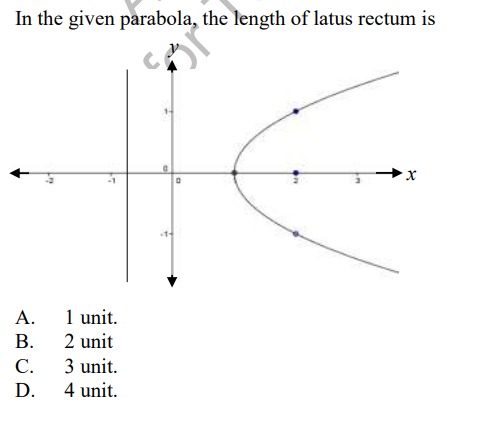 In the given parabola, the length of latus rectum is
for
y
1
0
-2 -1 0 2 3 x
-1
A. 1 unit.
B. 2 unit
C. 3 unit.
D. 4 unit.